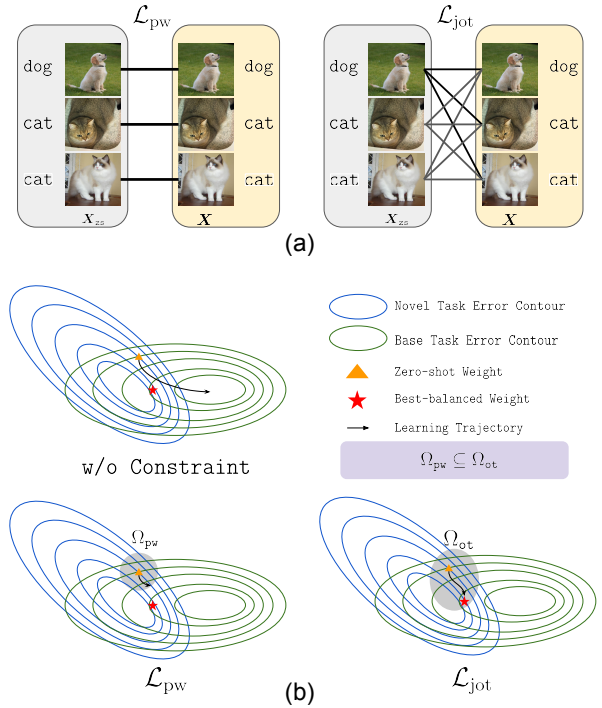 𝓛pw
𝓛jot
dog dog
cat cat
cat cat
Xzs X
dog dog
cat cat
cat cat
Xzs X
(a)
Novel Task Error Contour
Base Task Error Contour
Zero-shot Weight
Best-balanced Weight
Learning Trajectory
w/o Constraint
Ωpw ⊆ Ωot
Ωpw
Ωot
𝓛pw
𝓛jot
(b)